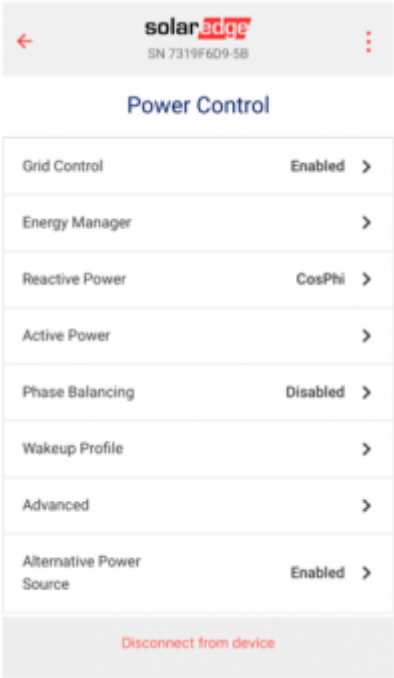 solaredge
SN 7319F6D9-5B
Power Control
Grid Control Enabled
Energy Manager
Reactive Power CosPhi
Active Power
Phase Balancing Disabled
Wakeup Profile
Advanced
Alternative Power
Source Enabled
Disconnect from device